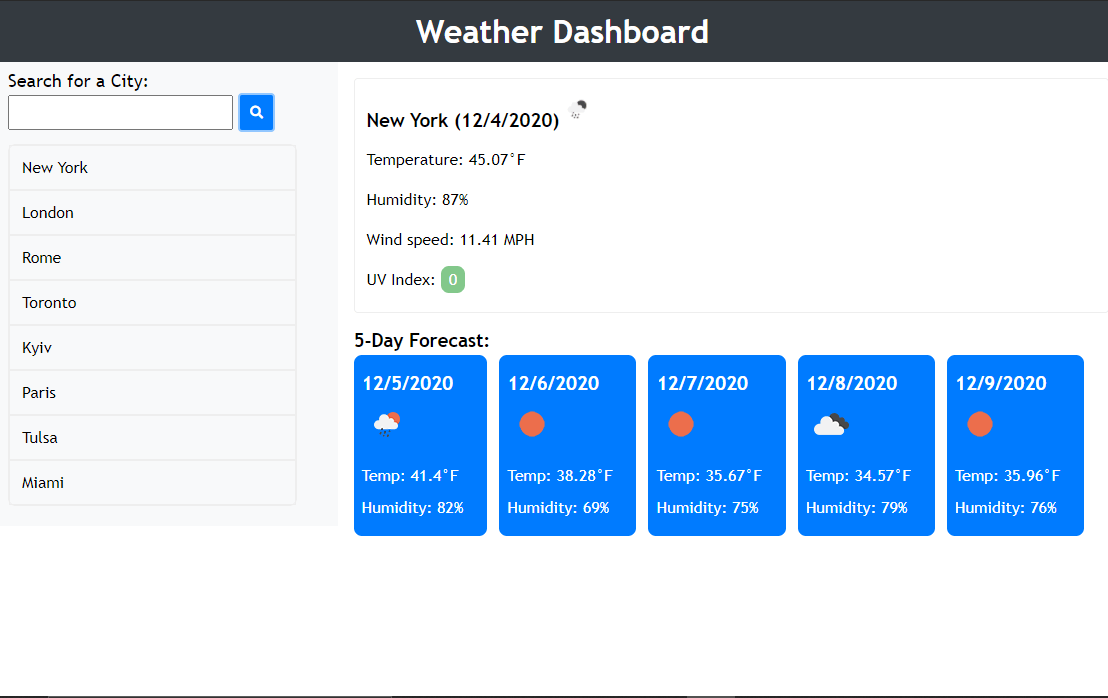 Weather Dashboard
Search for a City:
New York
London
Rome
Toronto
Kyiv
Paris
Tulsa
Miami
New York (12/4/2020)
Temperature: 45.07°F
Humidity: 87%
Wind speed: 11.41 MPH
UV Index: 0
5-Day Forecast:
12/5/2020
Temp: 41.4°F
Humidity: 82%
12/6/2020
Temp: 38.28°F
Humidity: 69%
12/7/2020
Temp: 35.67°F
Humidity: 75%
12/8/2020
Temp: 34.57°F
Humidity: 79%
12/9/2020
Temp: 35.96°F
Humidity: 76%